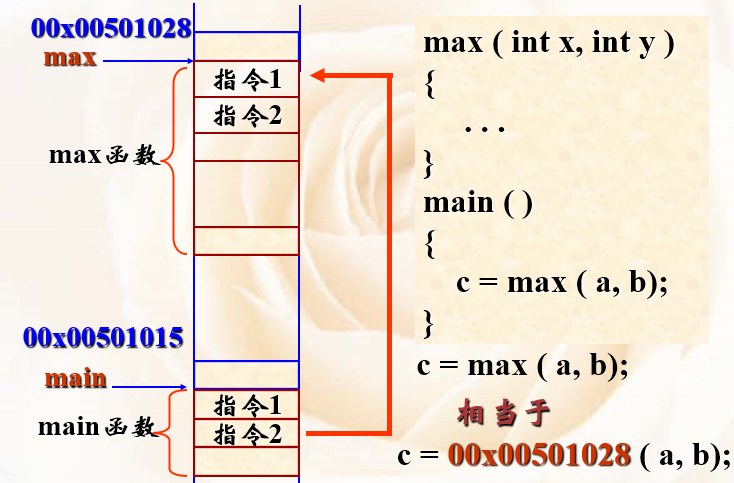 00x00501028
max
指令1
指令2
max函数
00x00501015
main
指令1
指令2
main函数
max ( int x, int y )
{
. . .
}
main ( )
{
c = max ( a, b);
}
c = max ( a, b);
相当于
c = 00x00501028 ( a, b);